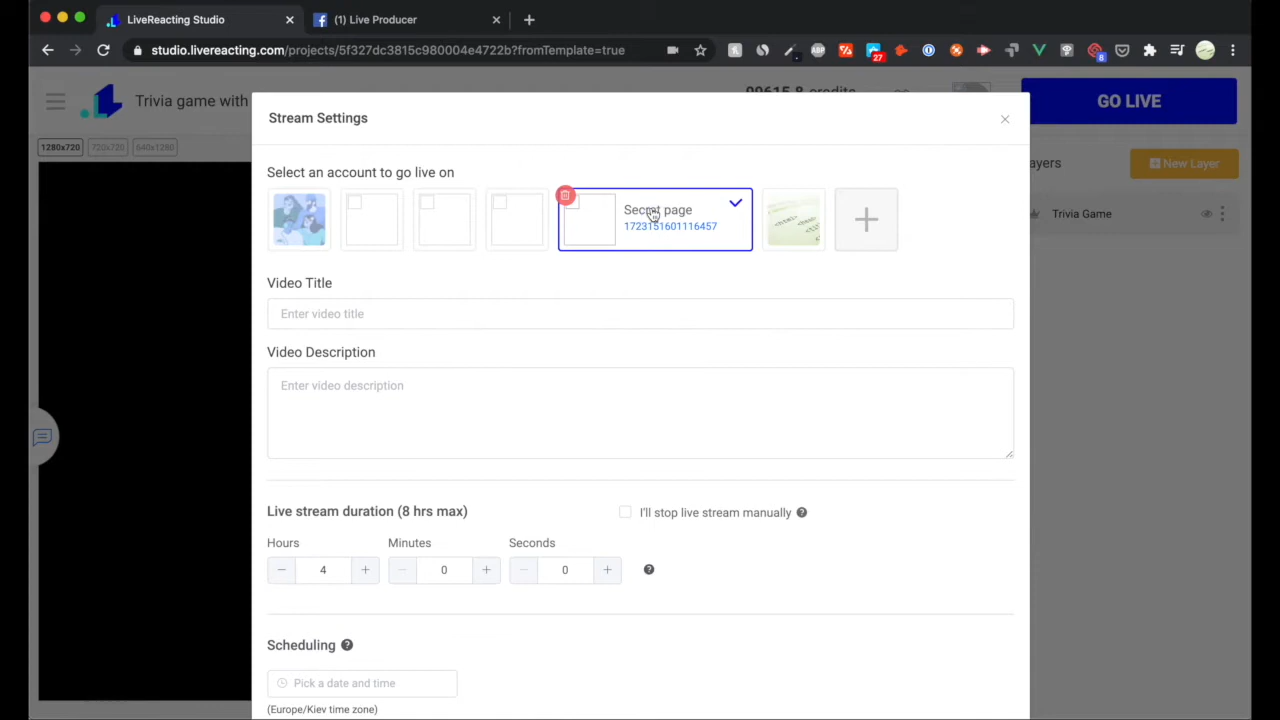 LiveReacting Studio
(1) Live Producer
studio.livereacting.com/projects/5f327dc3815c980004e4722b?fromTemplate=true
27
8
Trivia game with
GO LIVE
Stream Settings
1280x720 720x720 640x1280
ayers
New Layer
Select an account to go live on
Secret page
1723151601116457
Trivia Game
Video Title
Enter video title
Video Description
Enter video description
Live stream duration (8 hrs max)
I'll stop live stream manually
Hours Minutes Seconds
4 0 0
Scheduling
Pick a date and time
(Europe/Kiev time zone)